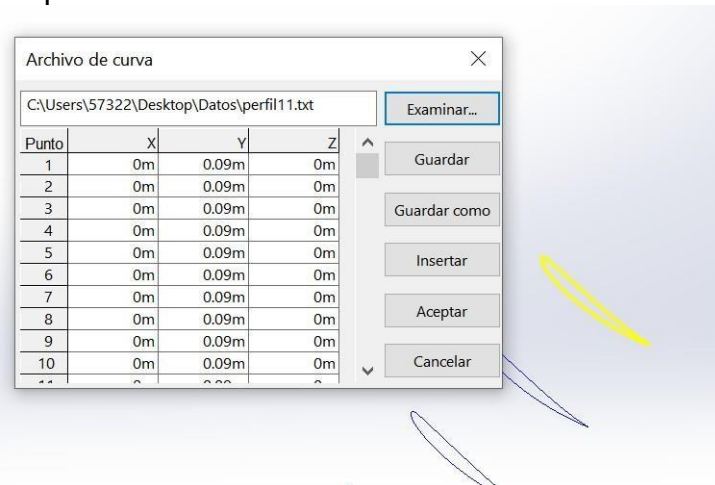 Archivo de curva
C:\Users\57322\Desktop\Datos\perfil11.txt
Examinar...
Punto X Y Z
1 0m 0.09m 0m
2 0m 0.09m 0m
3 0m 0.09m 0m
4 0m 0.09m 0m
5 0m 0.09m 0m
6 0m 0.09m 0m
7 0m 0.09m 0m
8 0m 0.09m 0m
9 0m 0.09m 0m
10 0m 0.09m 0m
Guardar
Guardar como
Insertar
Aceptar
Cancelar